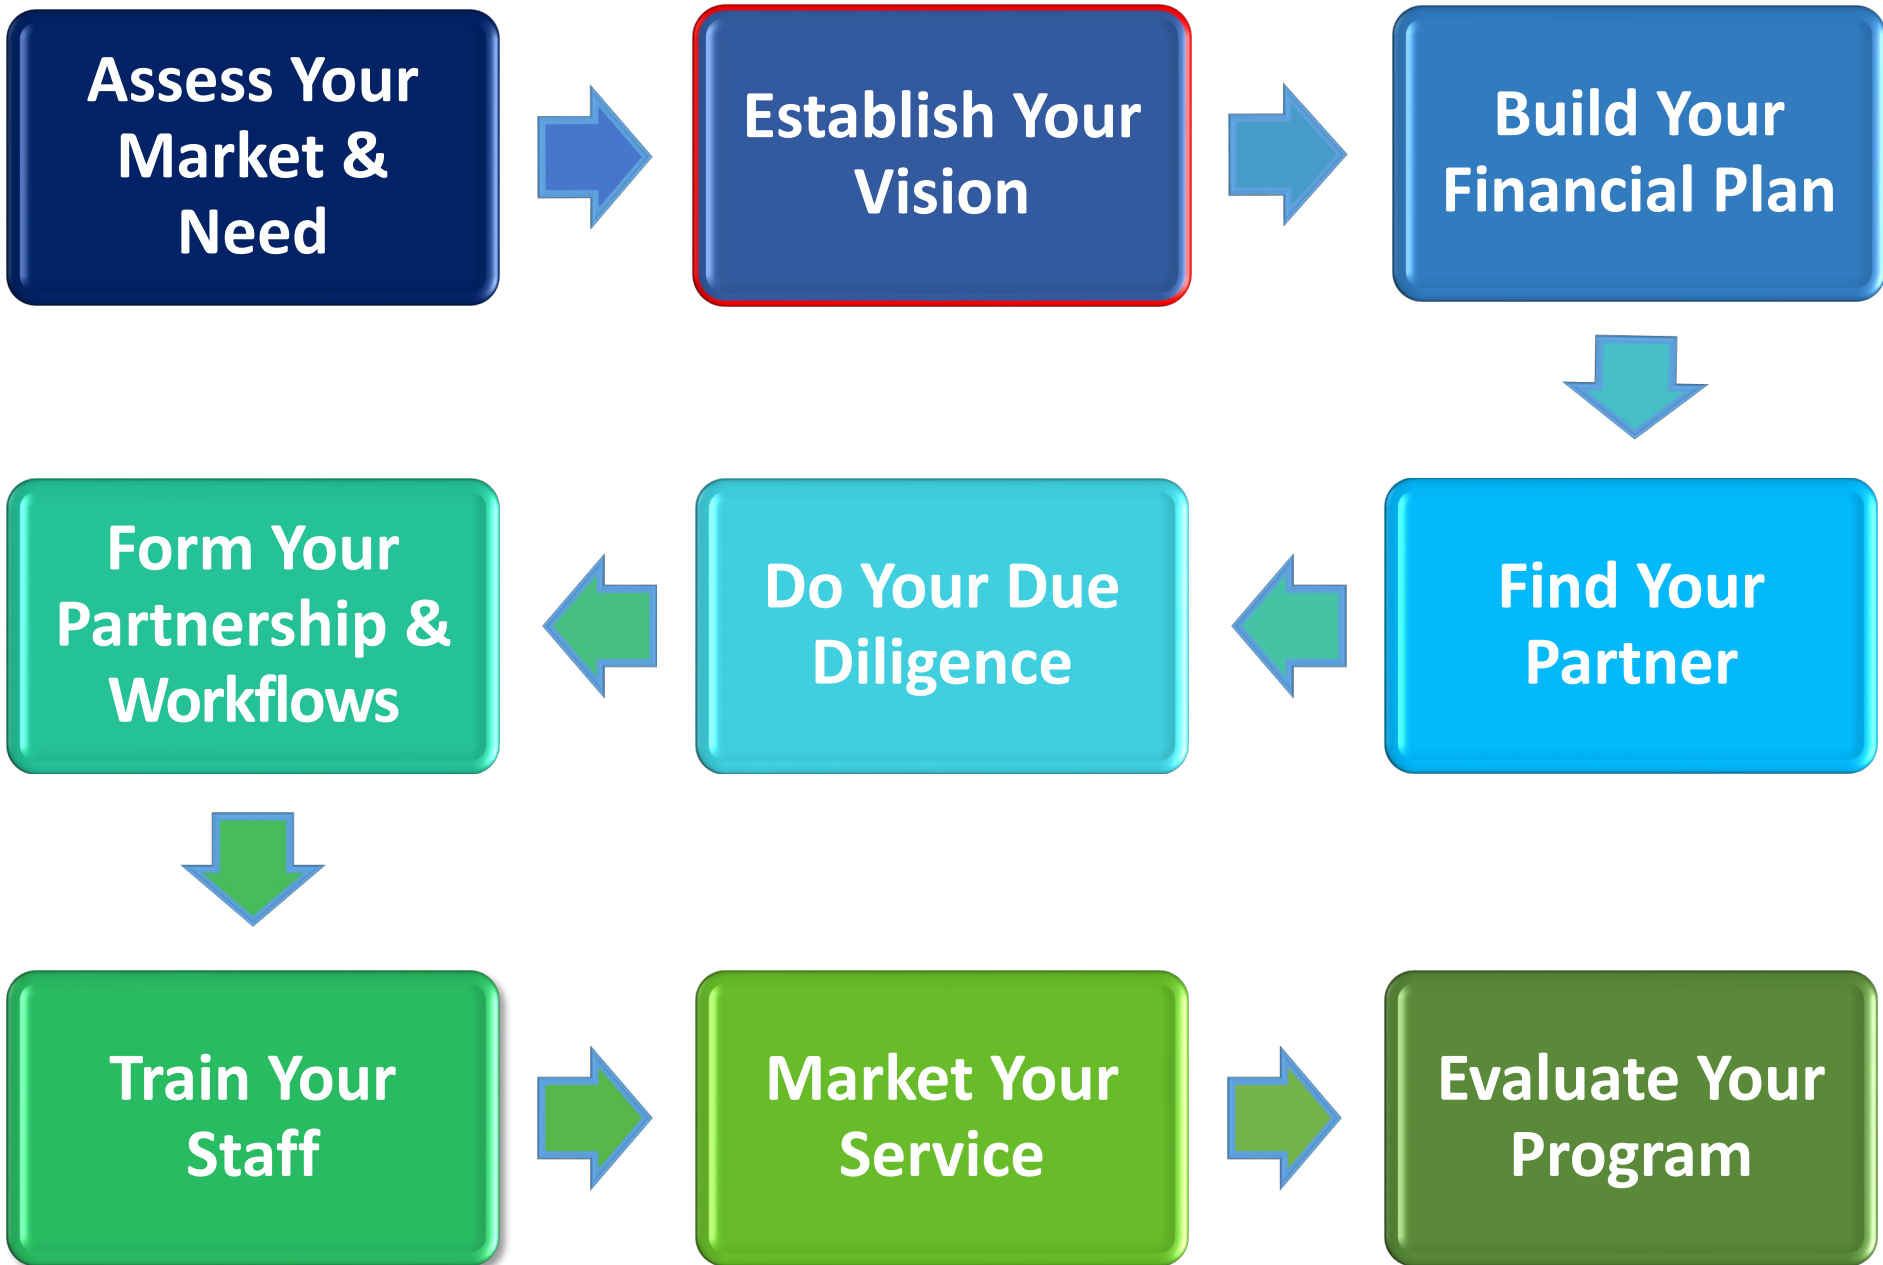 Assess Your
Market &
Need
Establish Your
Vision
Build Your
Financial Plan
Find Your
Partner
Do Your Due
Diligence
Form Your
Partnership &
Workflows
Train Your
Staff
Market Your
Service
Evaluate Your
Program